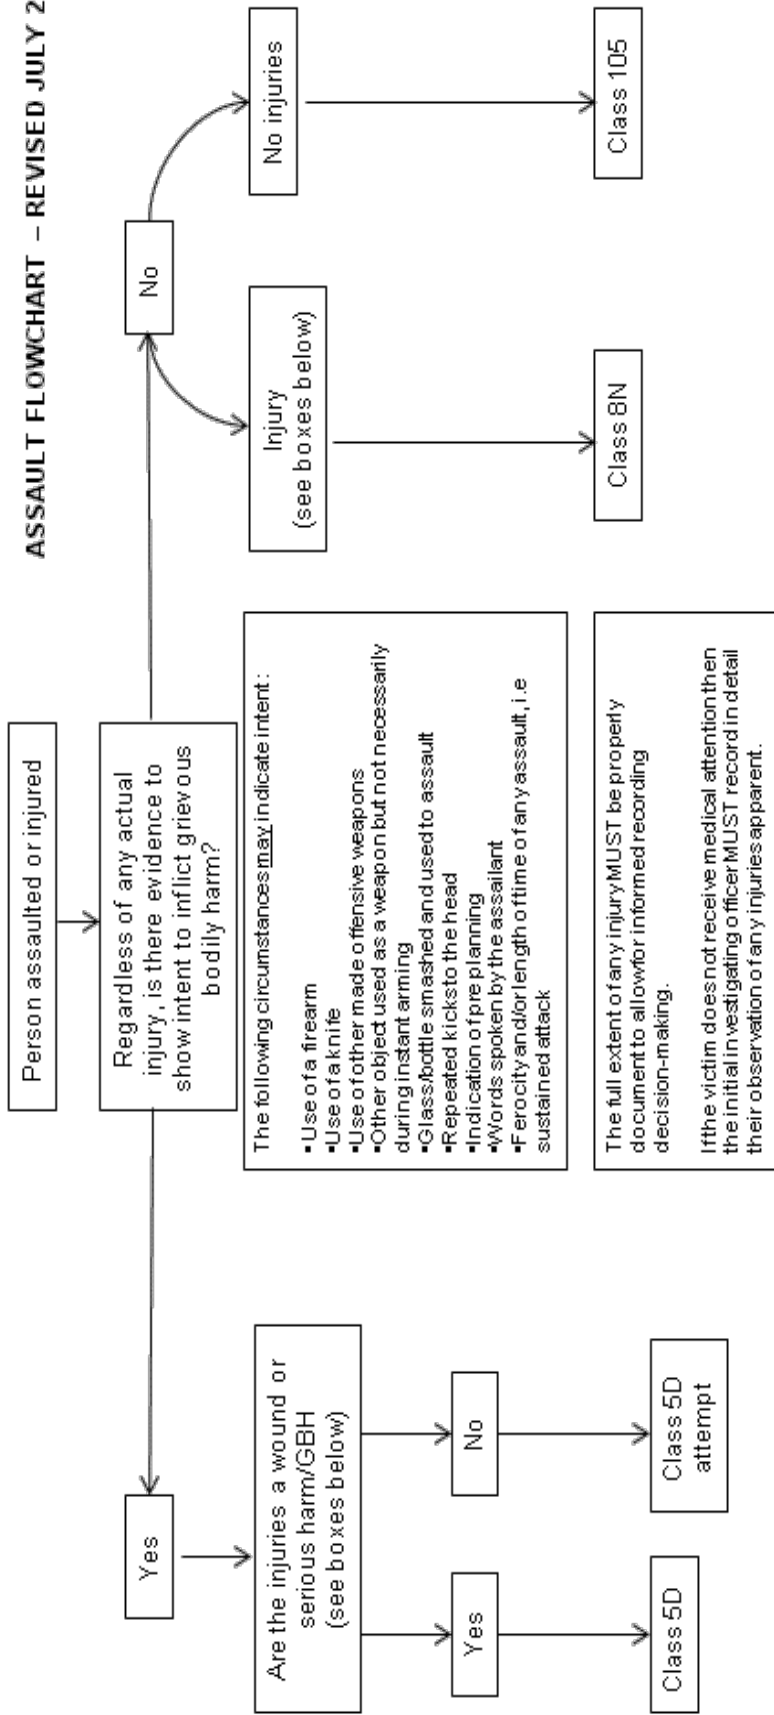 ASSAULT FLOWCHART – REVISED JULY 2
Person assaulted or injured
Regardless of any actual
injury, is there evidence to
show intent to inflict grievous
bodily harm?
Yes
No
Are the injuries a wound or
serious harm/GBH
(see boxes below)
The following circumstances may indicate intent:
▪Use of a firearm
▪Use of a knife
▪Use of other made offensive weapons
▪Other object used as a weapon but not necessarily
during instant arming
▪Glass/bottle smashed and used to assault
▪Repeated kicks to the head
▪Indication of pre planning
▪Words spoken by the assailant
▪Ferocity and/or length of time of any assault, i.e
sustained attack
Injury
(see boxes below)
No injuries
Yes
No
Class 5D
Class 5D
attempt
The full extent of any injury MUST be properly
document to allow for informed recording
decision-making.
If the victim does not receive medical attention then
the initial investigating officer MUST record in detail
their observation of any injuries apparent.
Class 8N
Class 105